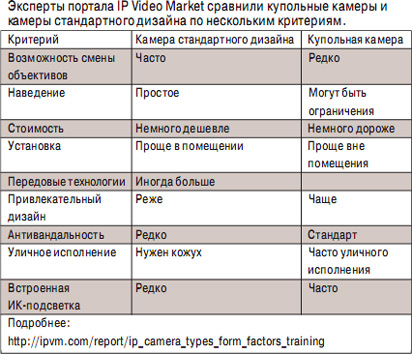 Эксперты портала IP Video Market сравнили купольные камеры и
камеры стандартного дизайна по нескольким критериям.
Критерий Камера стандартного дизайна Купольная камера
Возможность смены Часто Редко
объективов
Наведение Простое Могут быть
ограничения
Стоимость Немного дешевле Немного дороже
Установка Проще в помещении Проще вне
помещения
Передовые технологии Иногда больше
Привлекательный Реже Чаще
дизайн
Антивандальность Редко Стандарт
Уличное исполнение Нужен кожух Часто уличного
исполнения
Встроенная Редко Часто
ИК-подсветка
Подробнее:
http://ipvm.com/report/ip_camera_types_form_factors_training